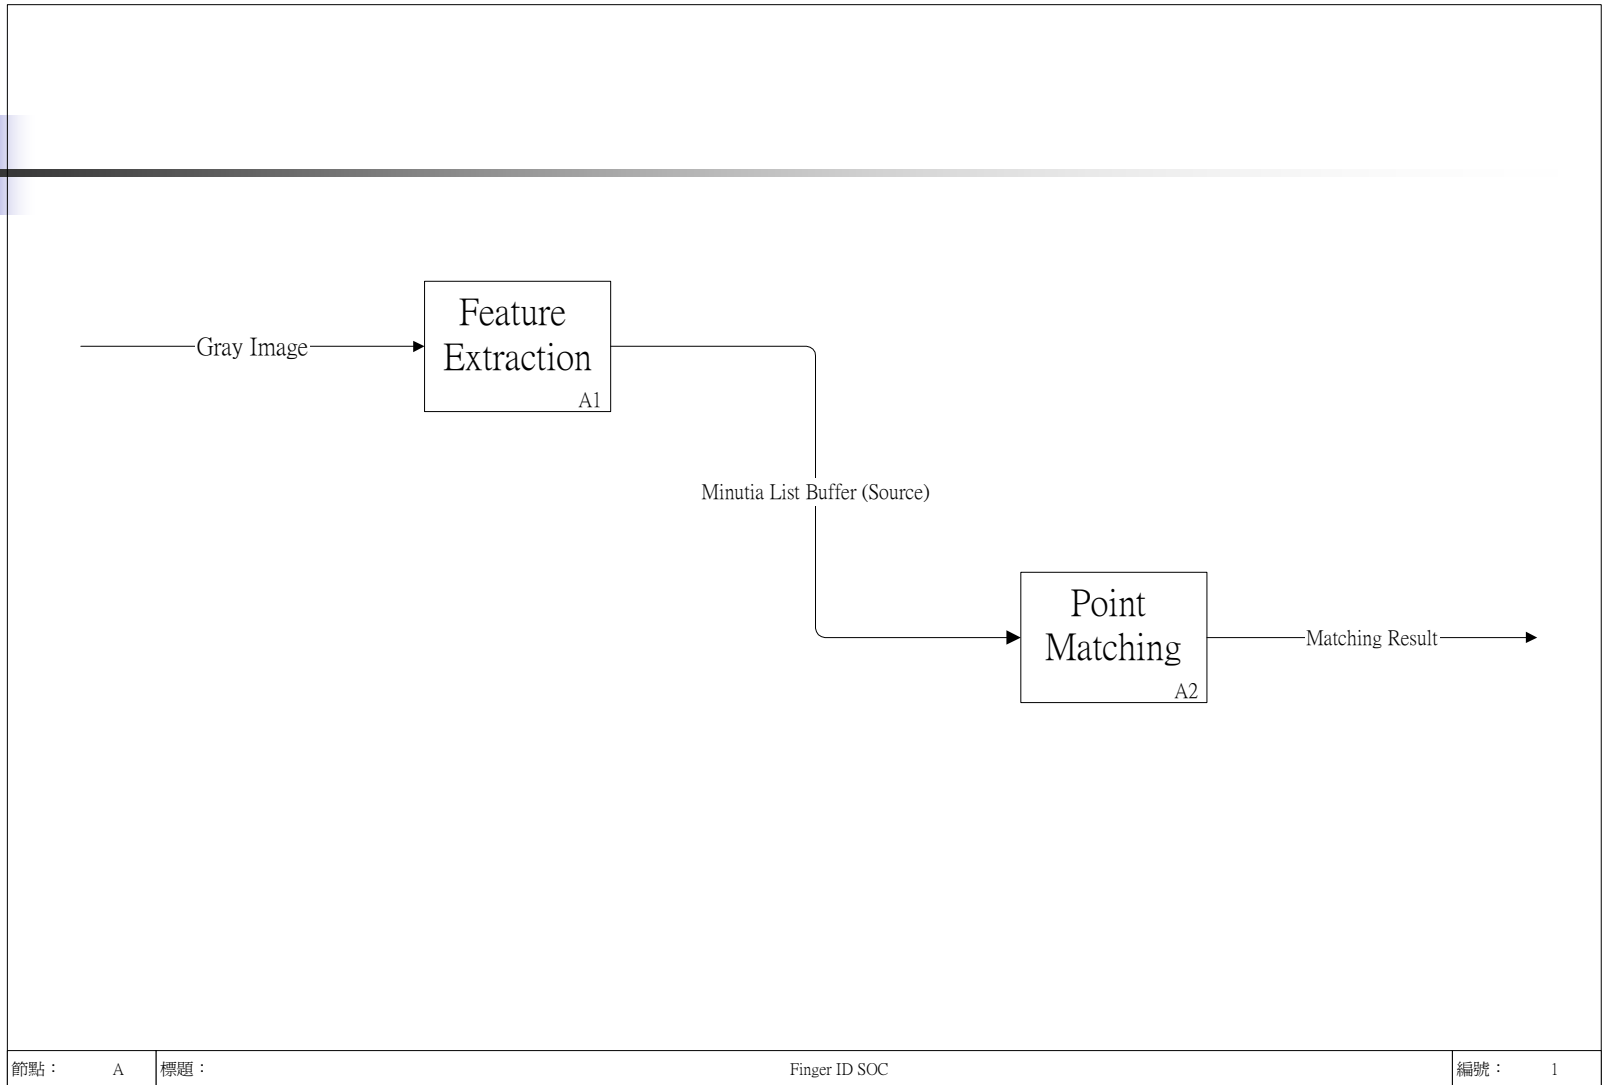 Gray Image
Feature
Extraction
A1
Minutia List Buffer (Source)
Point
Matching
A2
Matching Result
節點： A 標題： Finger ID SOC 編號： 1